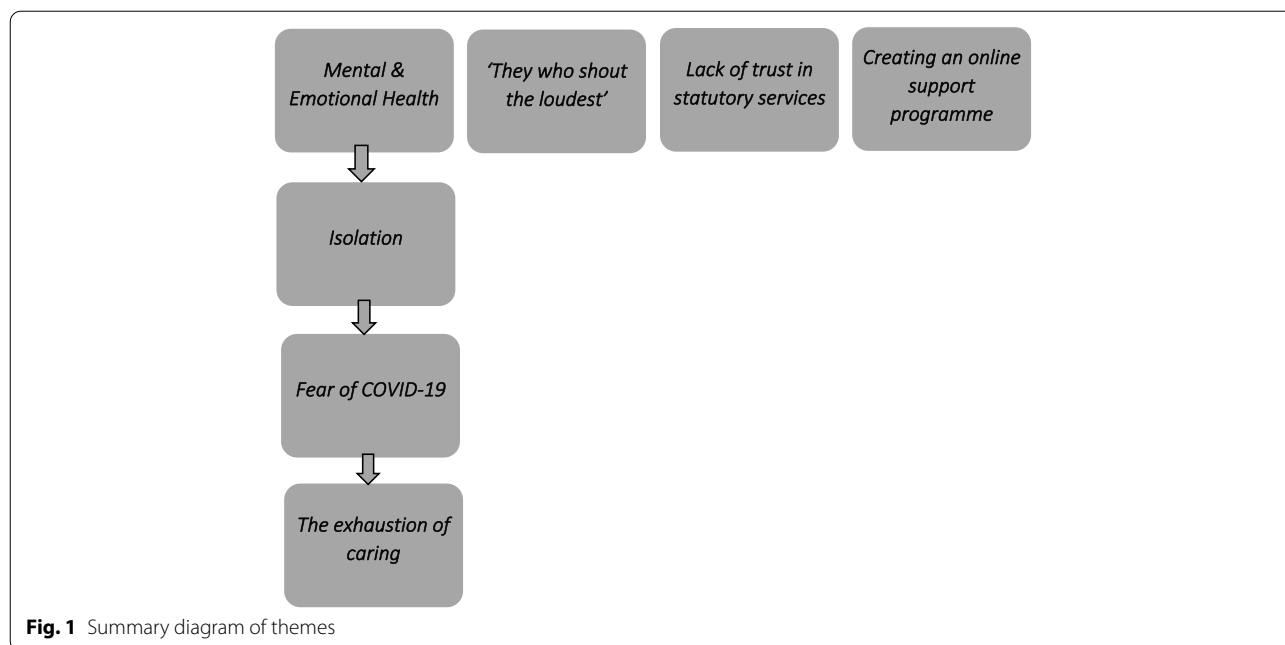 Mental &
Emotional Health
‘They who shout
the loudest’
Lack of trust in
statutory services
Creating an online
support
programme
Isolation
Fear of COVID-19
The exhaustion of
caring
Fig. 1 Summary diagram of themes